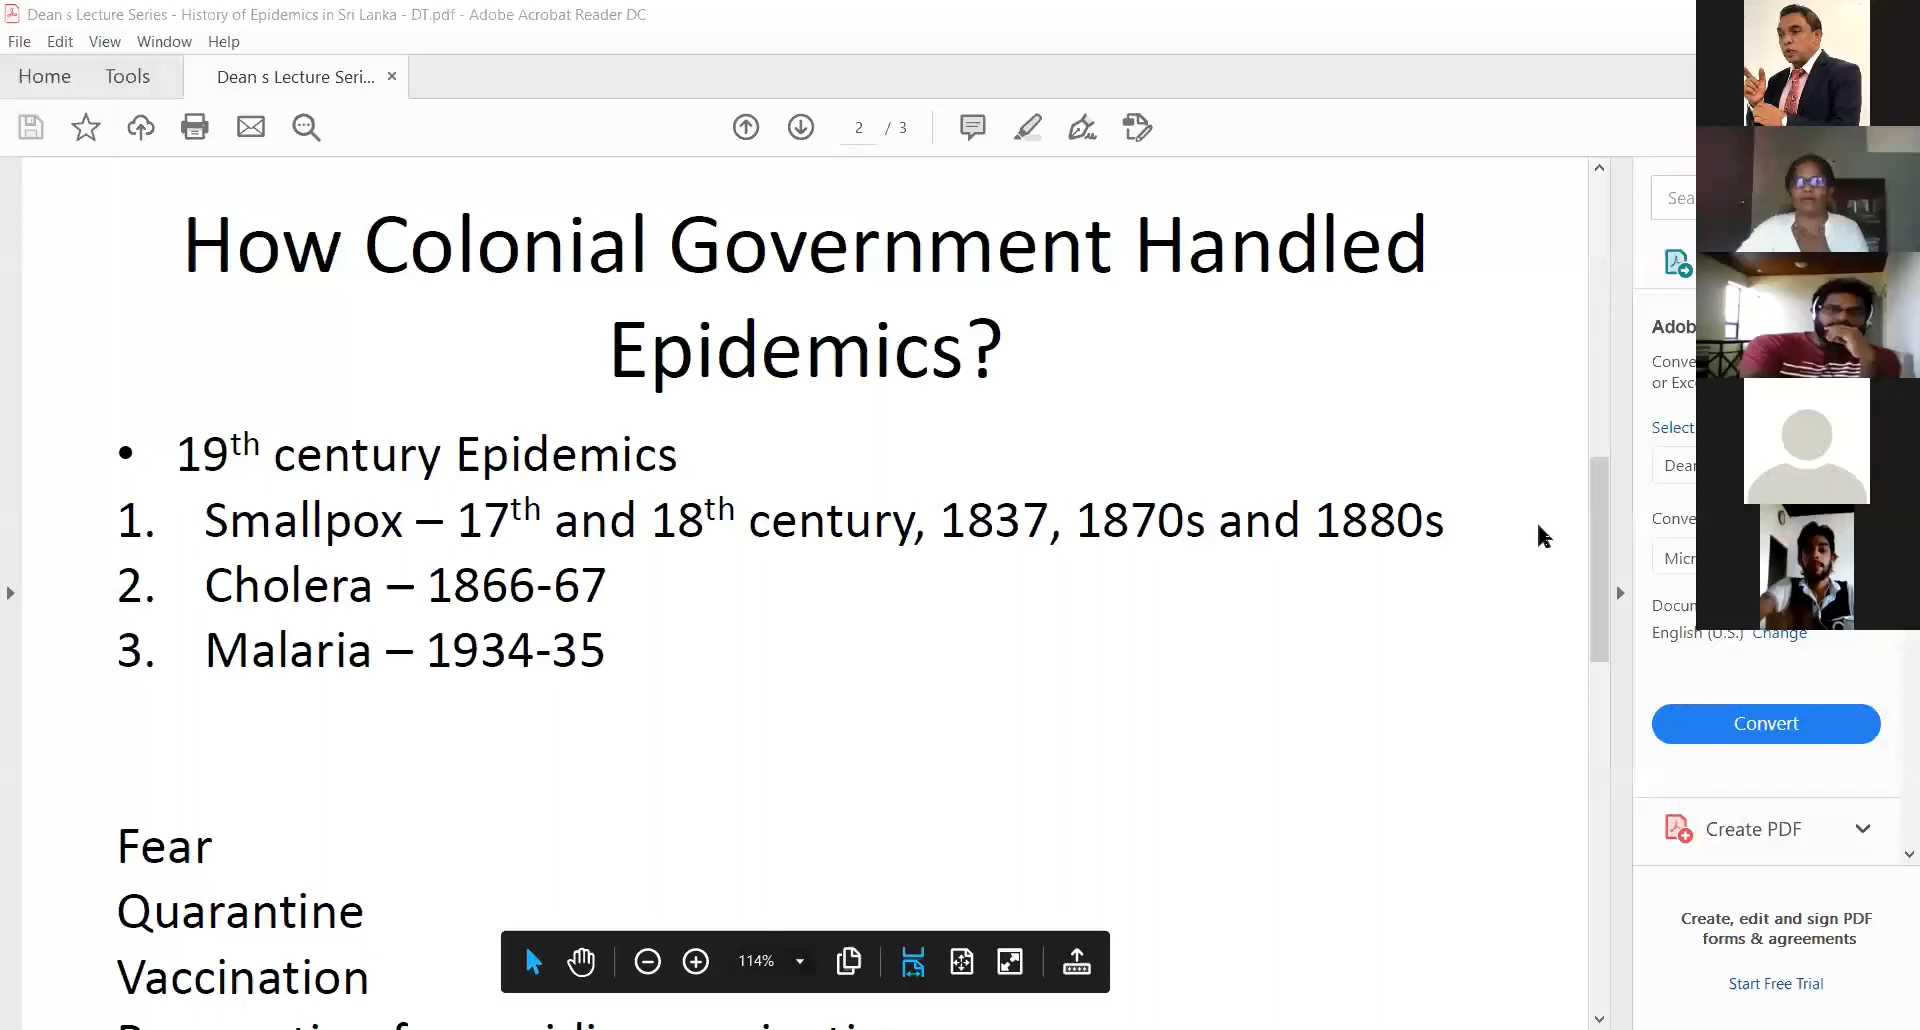 Dean s Lecture Series - History of Epidemics in Sri Lanka - DT.pdf - Adobe Acrobat Reader DC
File Edit View Window Help
Home Tools Dean s Lecture Seri... ×
2 / 3
How Colonial Government Handled
Epidemics?
• 19th century Epidemics
1. Smallpox – 17th and 18th century, 1837, 1870s and 1880s
2. Cholera – 1866-67
3. Malaria – 1934-35
Fear
Quarantine
Vaccination
114%
Sea
Adob
Conve
or Exc
Select
Dean
Conve
Micr
Docum
English (U.S.) Change
Convert
Create PDF
Create, edit and sign PDF
forms & agreements
Start Free Trial